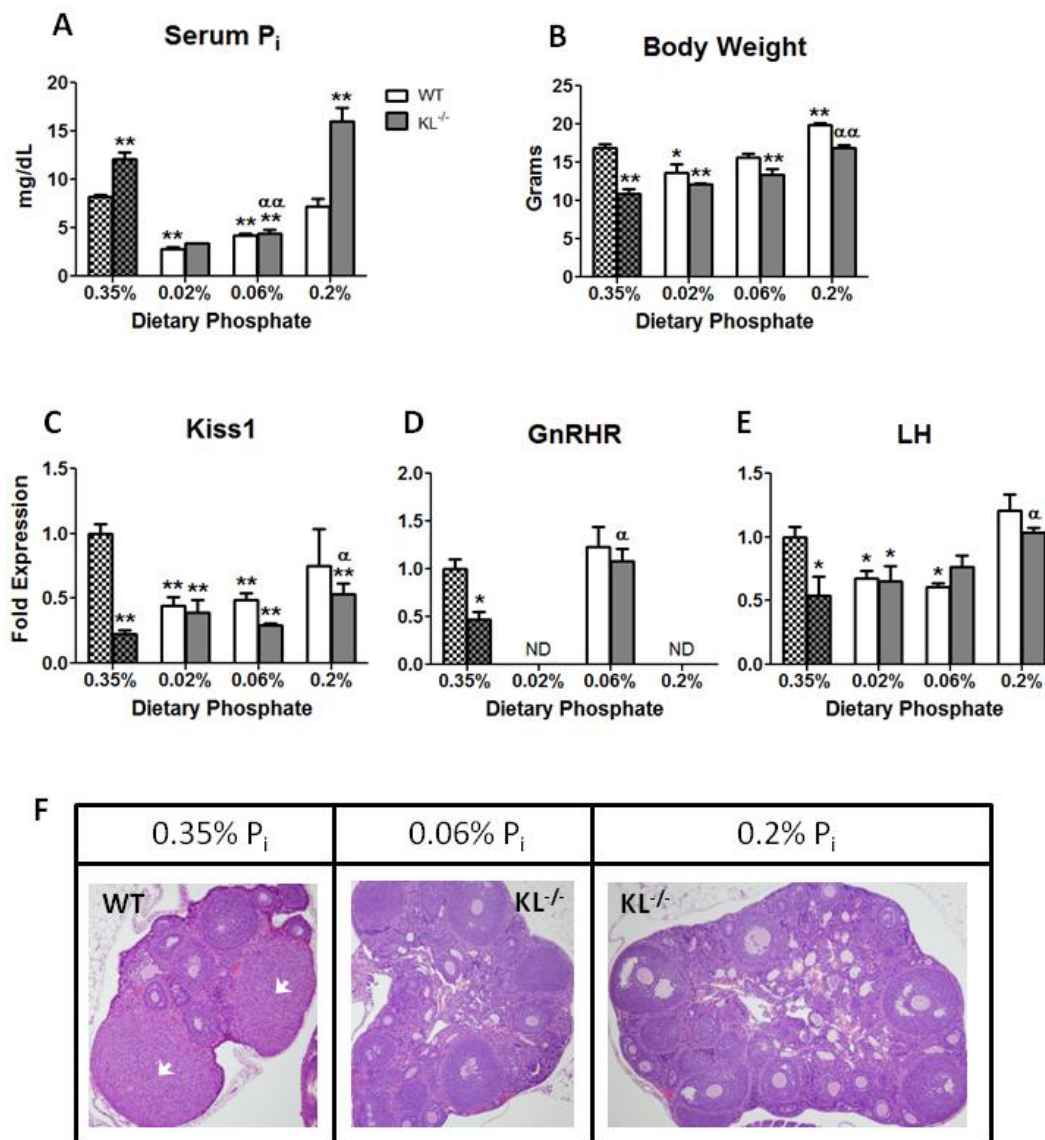 A
Serum Pi
mg/dL
20
15
10
5
0
** ** ** αα ** **
0.35% 0.02% 0.06% 0.2%
Dietary Phosphate
WT
KL-/-
B
Body Weight
Grams
25
20
15
10
5
0
** * ** ** ** αα
0.35% 0.02% 0.06% 0.2%
Dietary Phosphate
C
Kiss1
Fold Expression
1.5
1.0
0.5
0.0
** ** ** ** ** α **
0.35% 0.02% 0.06% 0.2%
Dietary Phosphate
D
GnRHR
2.0
1.5
1.0
0.5
0.0
* ND α ND
0.35% 0.02% 0.06% 0.2%
Dietary Phosphate
E
LH
1.5
1.0
0.5
0.0
* * * * α
0.35% 0.02% 0.06% 0.2%
Dietary Phosphate
F
0.35% Pi 0.06% Pi 0.2% Pi
WT KL-/- KL-/-